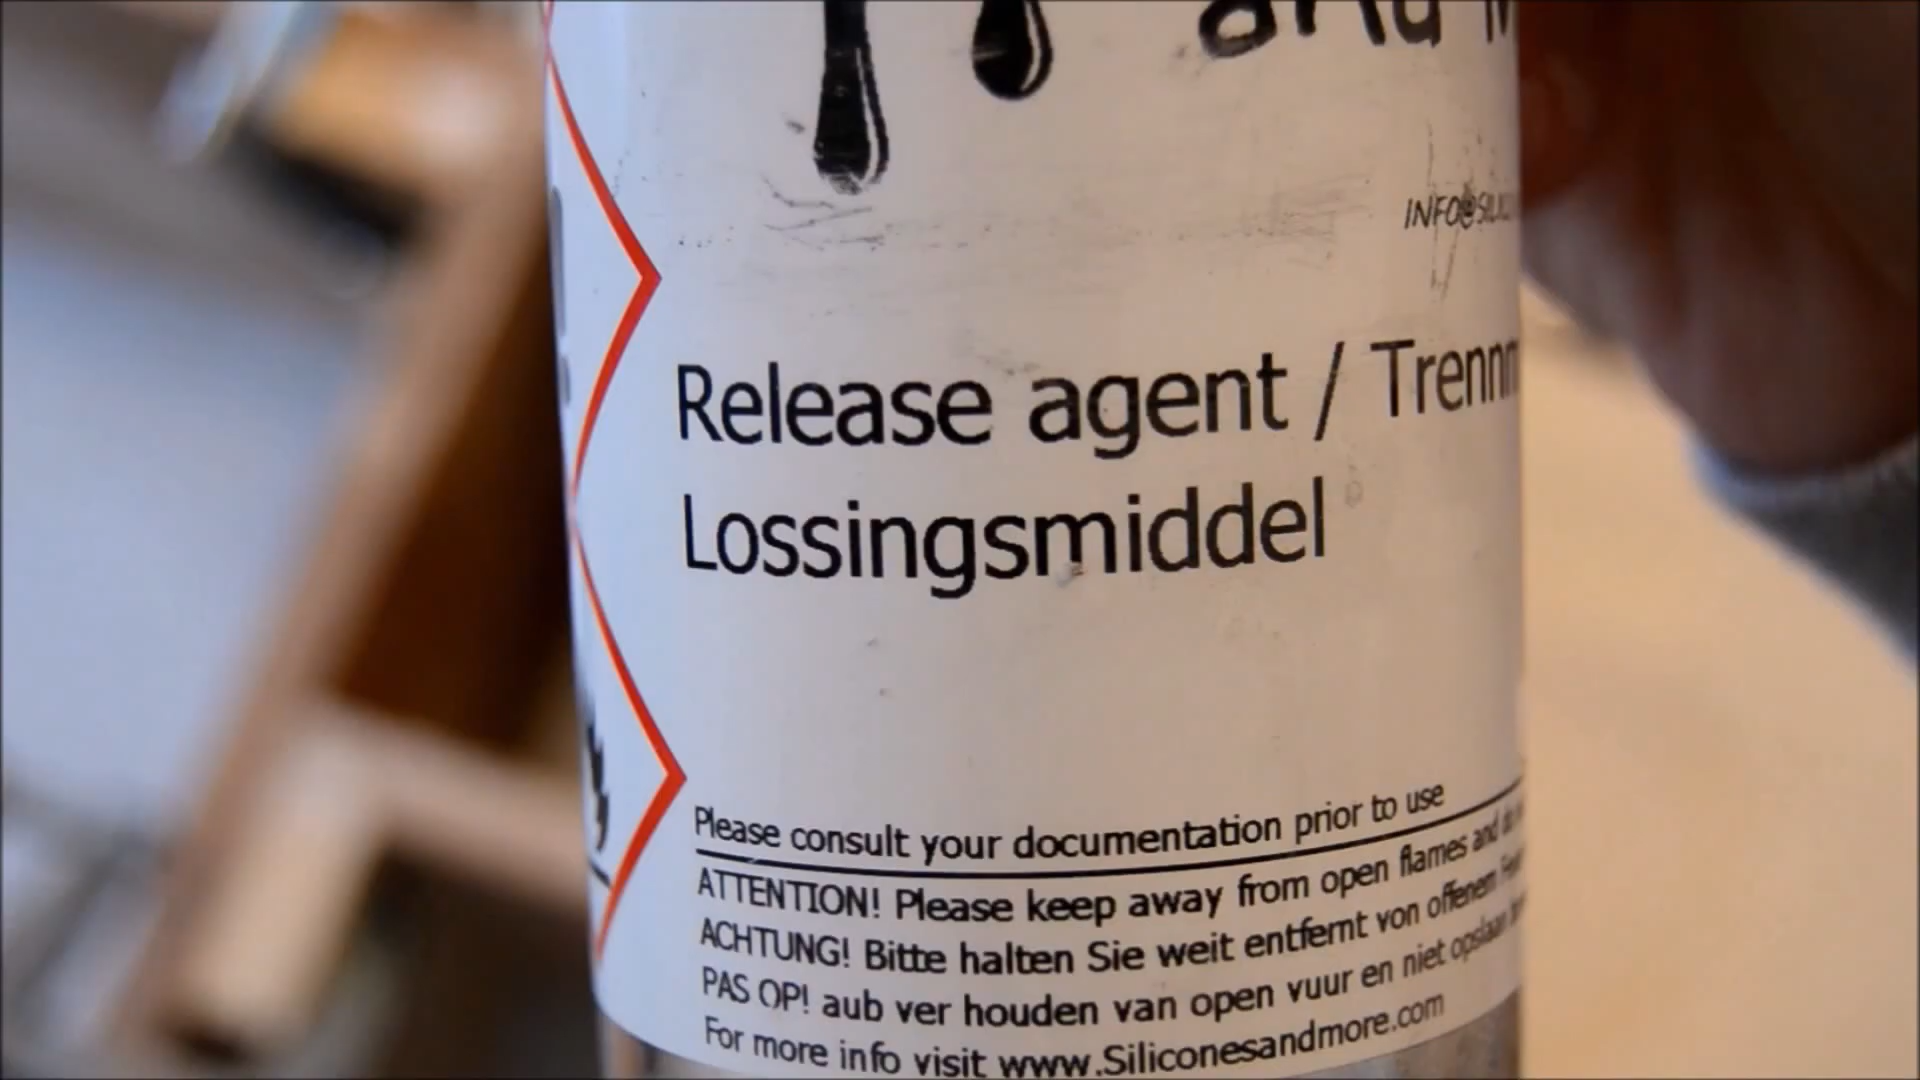 and
Release agent /
Lossingsmiddel
Please consult your documentation prior to use
ATTENTION! Please keep away from open flames and
ACHTUNG! Bitte halten Sie weit entfernt von offenem
PAS OP! aub ver houden van open vuur en niet opslaan
For more info visit www.Siliconesandmore.com